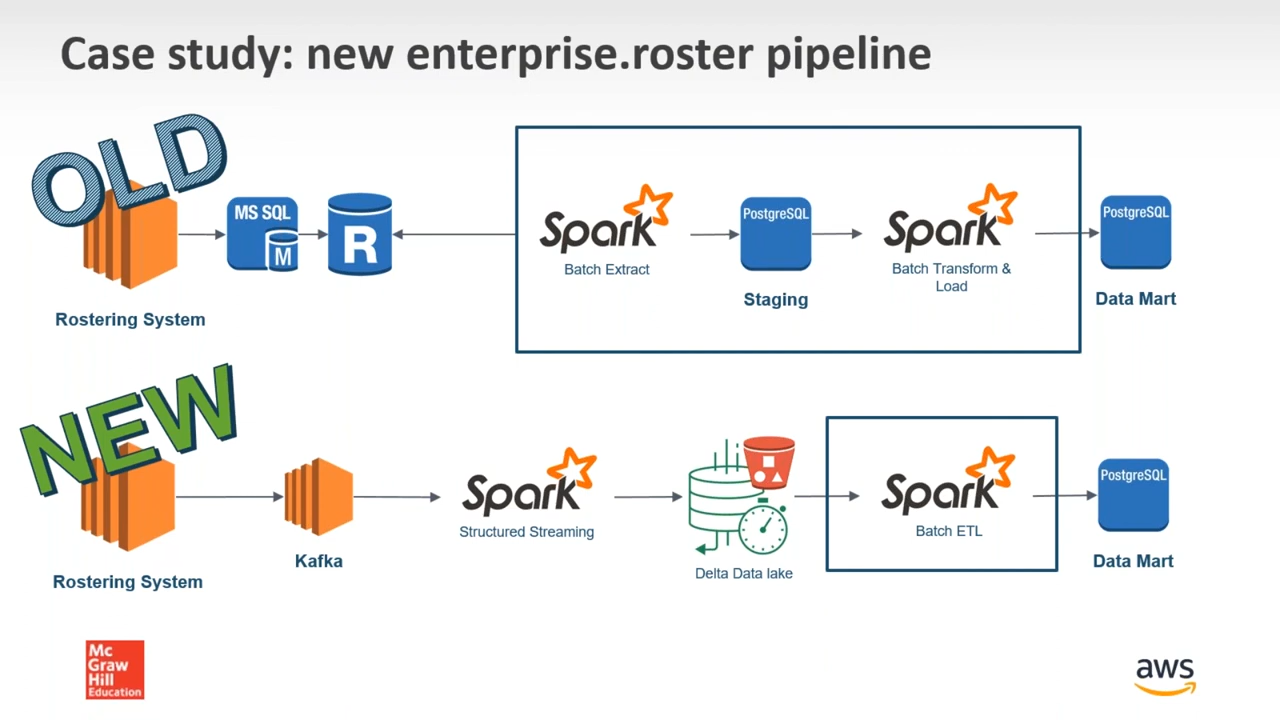 Case study: new enterprise.roster pipeline
OLD
MS SQL
M
R
Spark
Batch Extract
PostgreSQL
Staging
Spark
Batch Transform &
Load
PostgreSQL
Data Mart
Rostering System
NEW
Rostering System
Kafka
Spark
Structured Streaming
Delta Data lake
Spark
Batch ETL
PostgreSQL
Data Mart
Mc
Graw
Hill
Education
aws